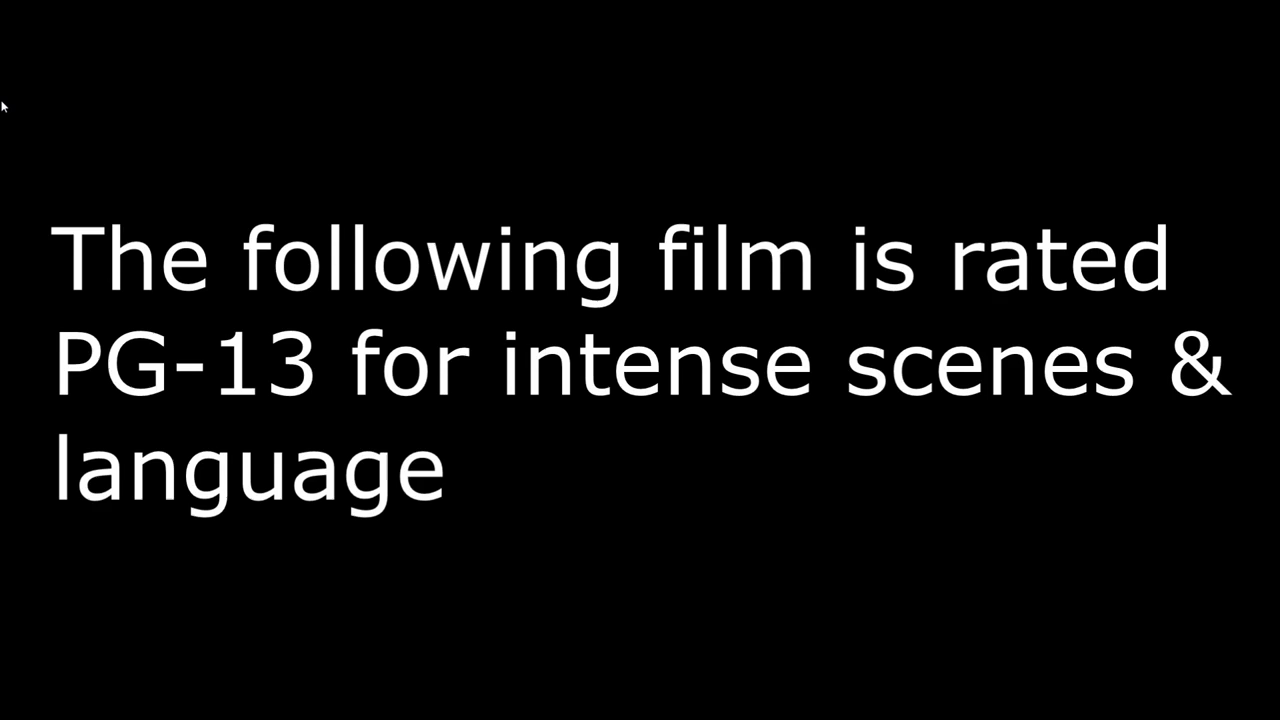 The following film is rated
PG-13 for intense scenes &
language